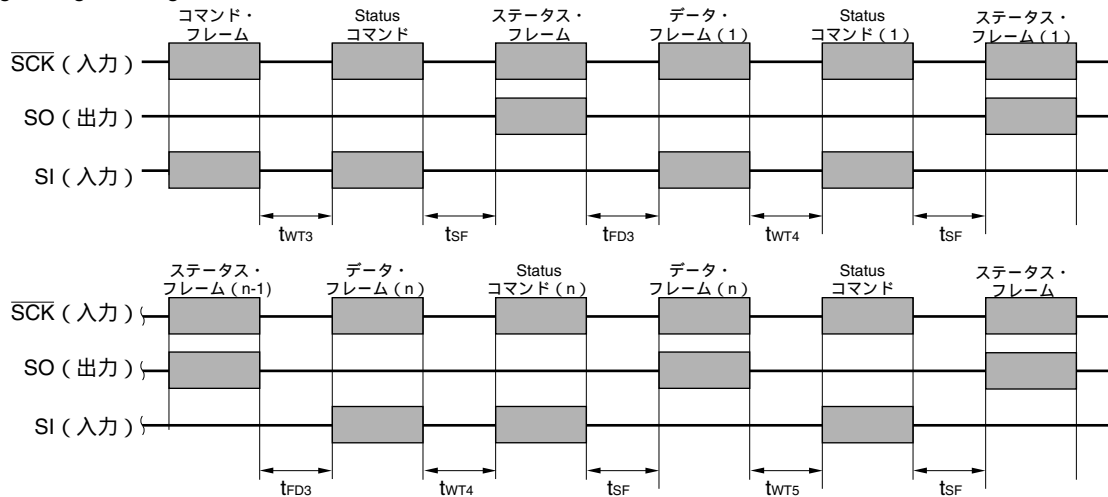 コマンド・ Status ステータス・ データ・ Status ステータス・
フレーム コマンド フレーム フレーム（1） コマンド（1） フレーム（1）
SCK（入力）
SO（出力）
SI（入力）
tWT3 tSF tFD3 tWT4 tSF
ステータス・ データ・ Status データ・ Status ステータス・
フレーム（n-1) フレーム（n） コマンド（n） フレーム（n） コマンド フレーム
SCK（入力）
SO（出力）
SI（入力）
tFD3 tWT4 tSF tWT5 tSF